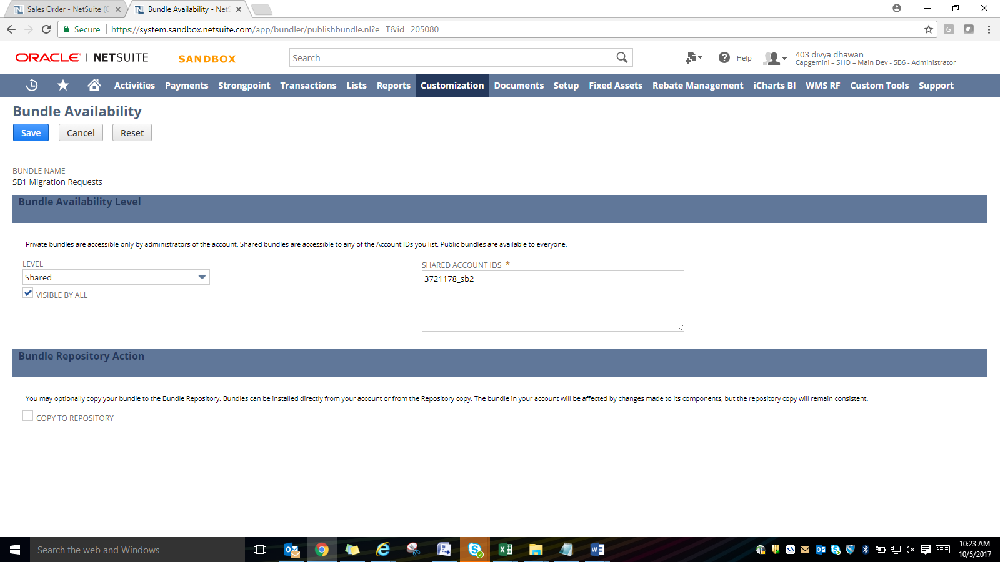 Sales Order - NetSuite (C
Bundle Availability - NetS
Secure https://system.sandbox.netsuite.com/app/bundler/publishbundle.nl?e=T&id=205080
ORACLE | NETSUITE SANDBOX
Search
Help
403 divya dhawan
Capgemini – SHO – Main Dev - SB6 - Administrator
Activities Payments Strongpoint Transactions Lists Reports Customization Documents Setup Fixed Assets Rebate Management iCharts BI WMS RF Custom Tools Support
Bundle Availability
Save Cancel Reset
BUNDLE NAME
SB1 Migration Requests
Bundle Availability Level
Private bundles are accessible only by administrators of the account. Shared bundles are accessible to any of the Account IDs you list. Public bundles are available to everyone.
LEVEL
Shared
VISIBLE BY ALL
SHARED ACCOUNT IDS *
3721178_sb2
Bundle Repository Action
You may optionally copy your bundle to the Bundle Repository. Bundles can be installed directly from your account or from the Repository copy. The bundle in your account will be affected by changes made to its components, but the repository copy will remain consistent.
COPY TO REPOSITORY
Search the web and Windows
10:23 AM
10/5/2017